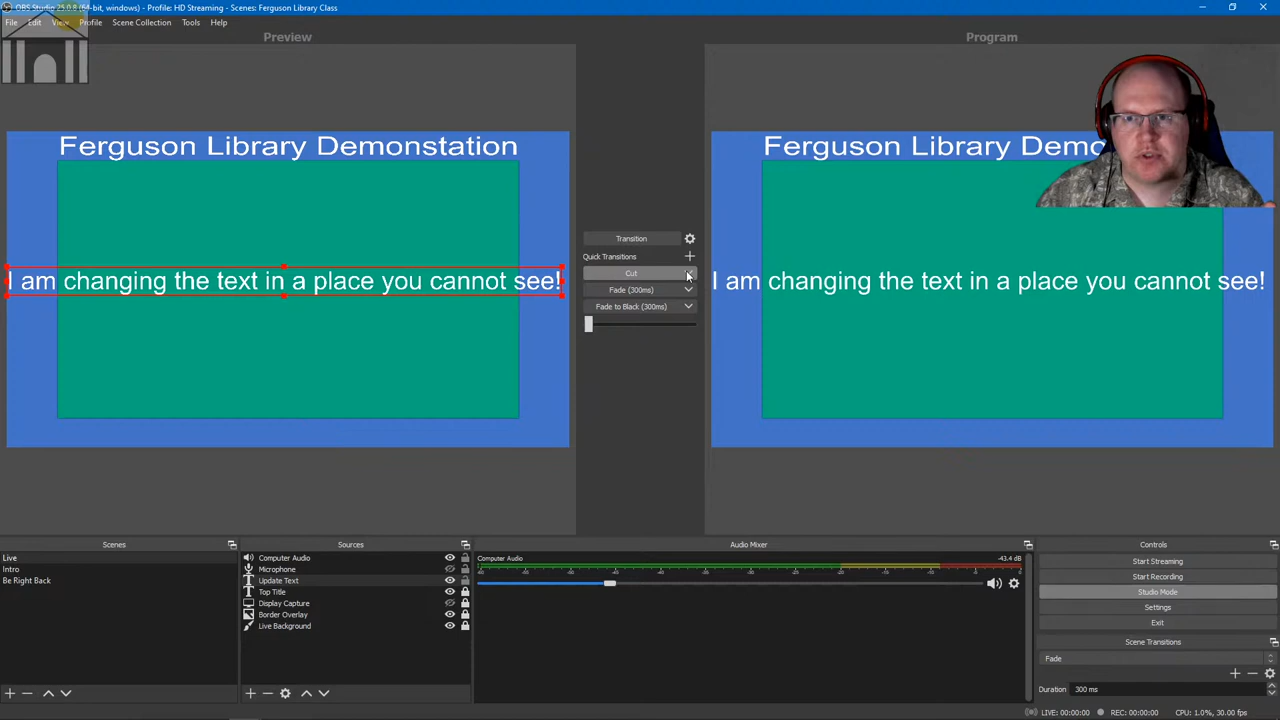 OBS Studio 25.0.8 (64-bit, windows) - Profile: HD Streaming - Scenes: Ferguson Library Class
File Edit View Profile Scene Collection Tools Help
Preview
Program
Ferguson Library Demonstation
I am changing the text in a place you cannot see!
Transition
Quick Transitions
Cut
Fade (300ms)
Fade to Black (300ms)
Ferguson Library Demo
I am changing the text in a place you cannot see!
Scenes
Live
Intro
Be Right Back
Sources
Computer Audio
Microphone
Update Text
Top Title
Display Capture
Border Overlay
Live Background
Audio Mixer
Computer Audio -43.4 dB
Controls
Start Streaming
Start Recording
Studio Mode
Settings
Exit
Scene Transitions
Fade
Duration 300 ms
LIVE: 00:00:00 REC: 00:00:00 CPU: 1.0%, 30.00 fps